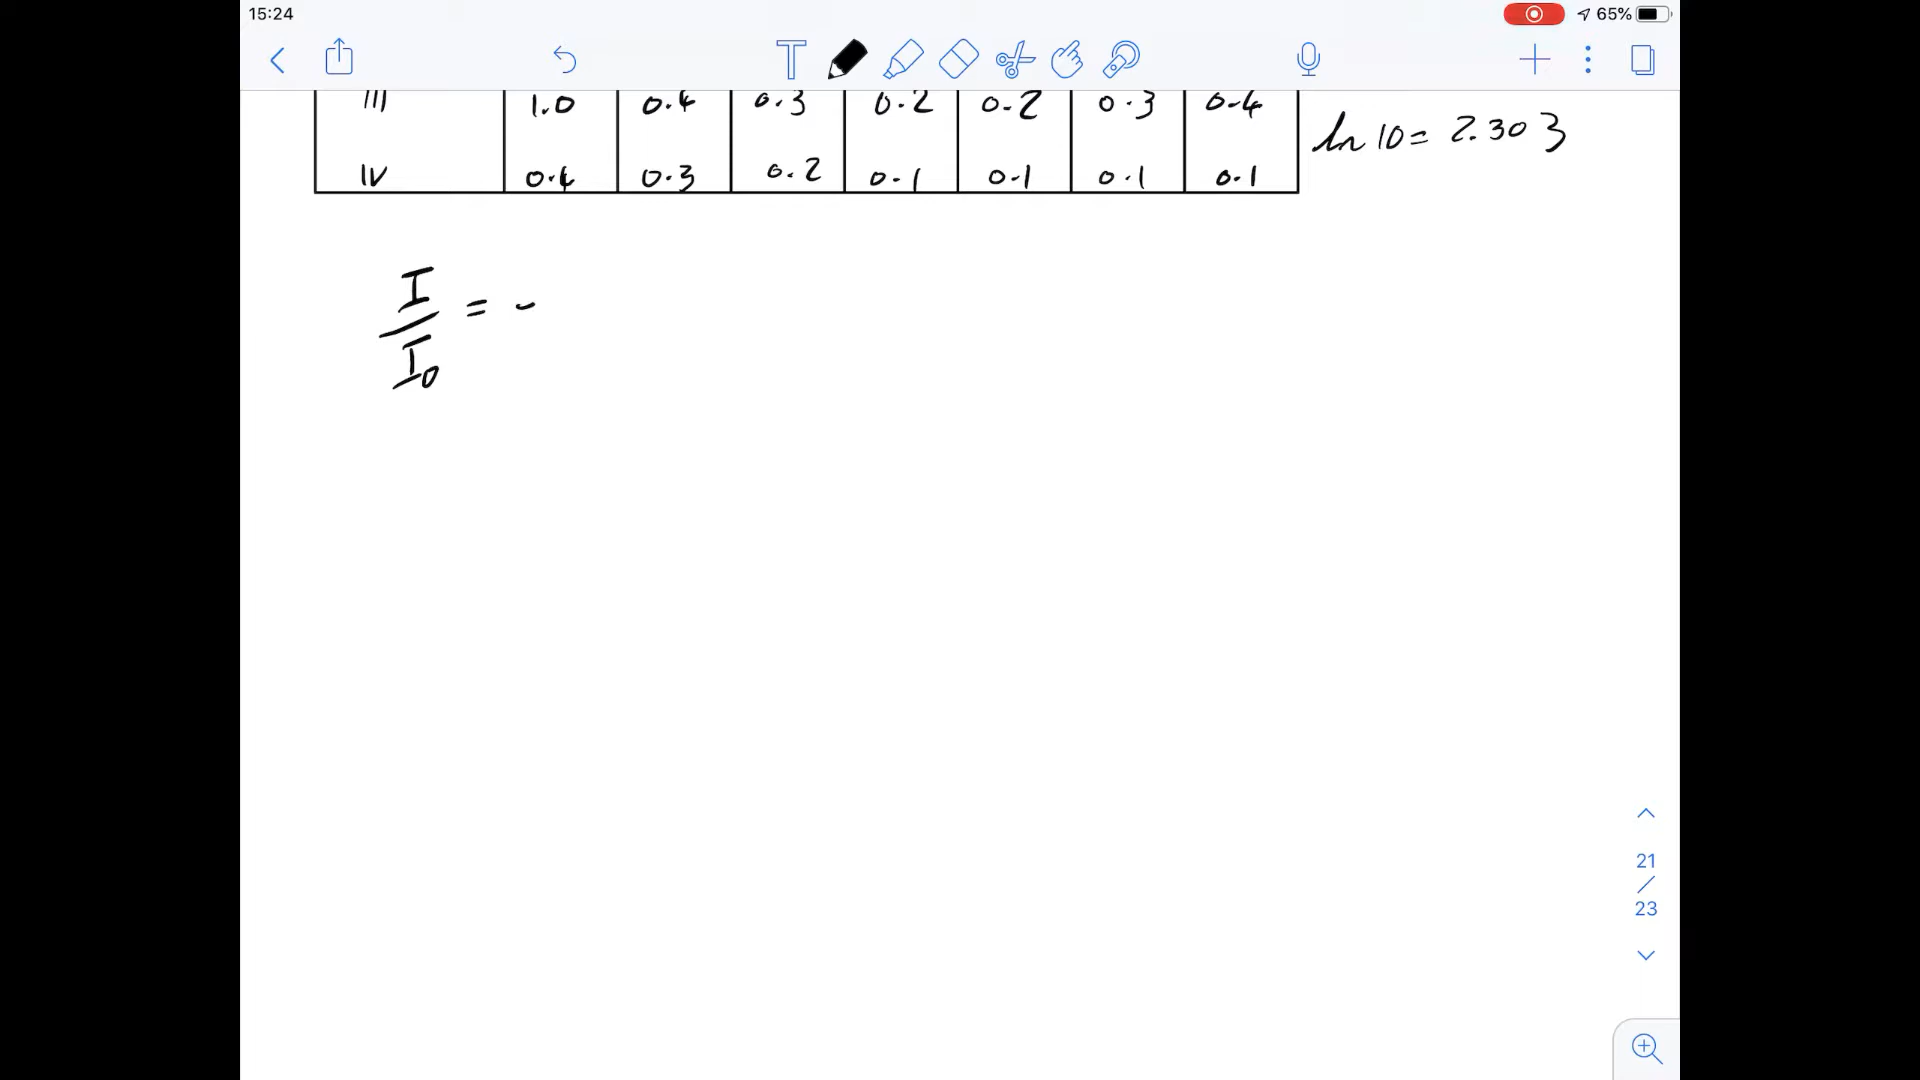 15:24 65%
T
III 1.0 0.4 0.3 0.2 0.2 0.3 0.4
ln 10 = 2.303
IV 0.4 0.3 0.2 0.1 0.1 0.1 0.1
I
= -
I0
21
/
23